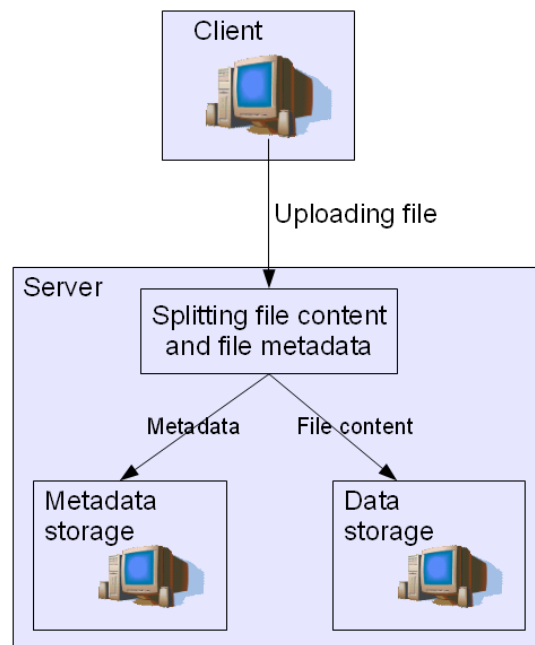 Client
Uploading file
Server
Splitting file content
and file metadata
Metadata
File content
Metadata
storage
Data
storage